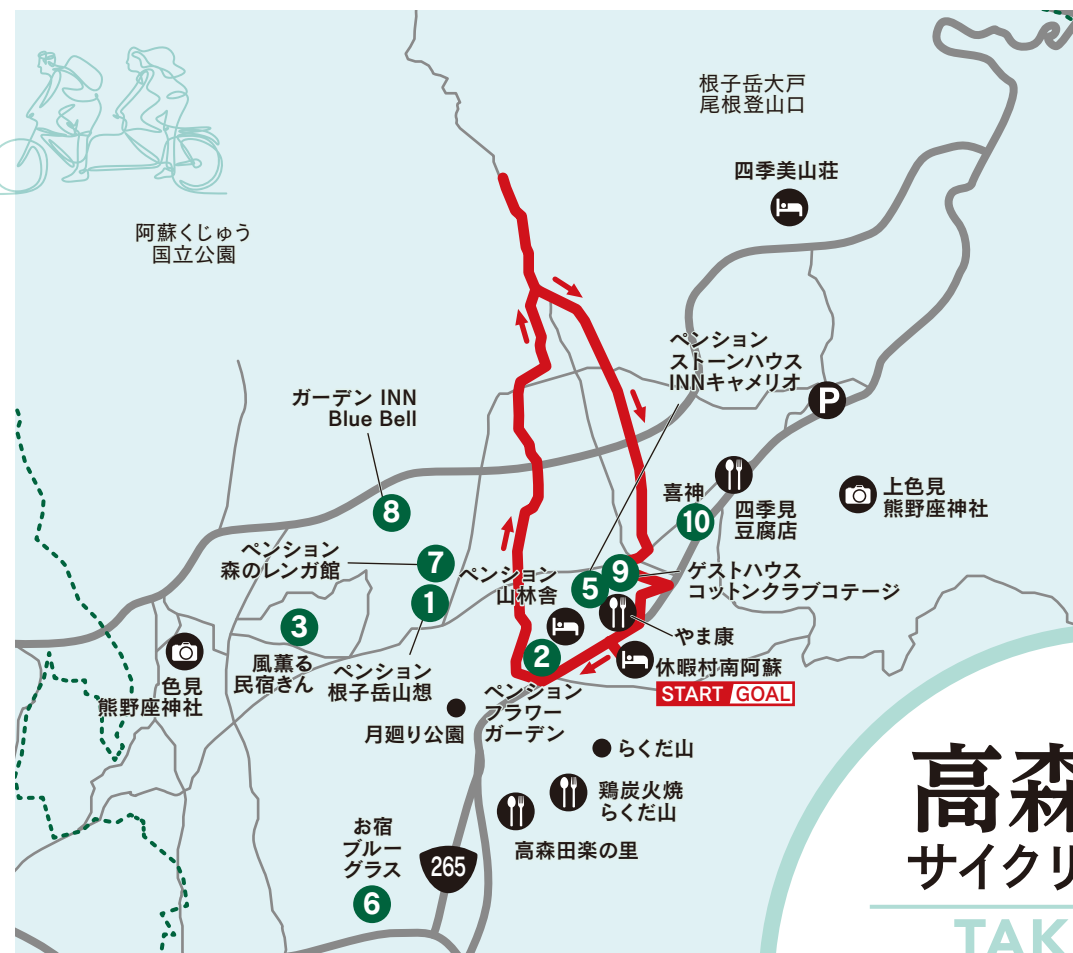 根子岳大戸
尾根登山口
四季美山荘
阿蘇くじゅう
国立公園
ペンション
ストーンハウス
INNキャメリオ
P
ガーデン INN
Blue Bell
8
喜神
10
四季見
豆腐店
上色見
熊野座神社
ペンション
森のレンガ館
7
ペンション
山林舎
5
9
ゲストハウス
コットンクラブコテージ
1
3
風薫る
民宿きん
ペンション
根子岳山想
やま康
2
休暇村南阿蘇
START/GOAL
色見
熊野座神社
月廻り公園
ペンション
フラワー
ガーデン
らくだ山
鶏炭火焼
らくだ山
高森田楽の里
お宿
ブルー
グラス
6
265
高森
サイクリ
TAK